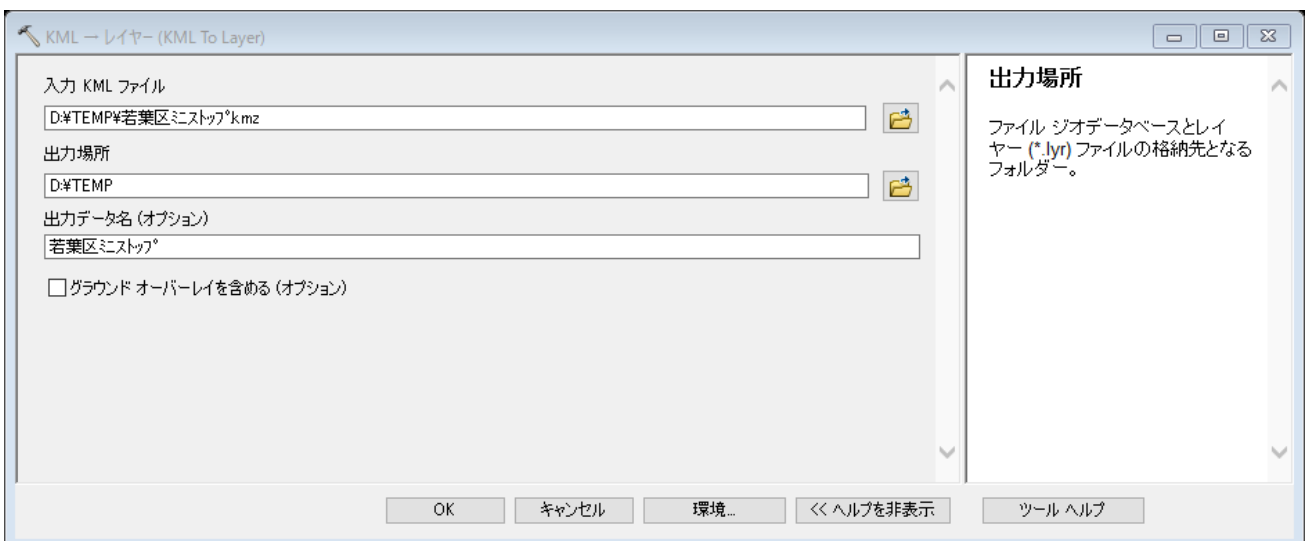 KML → レイヤー (KML To Layer)
入力 KML ファイル
D:¥TEMP¥若葉区ﾐﾆｽﾄｯﾌﾟ.kmz
出力場所
D:¥TEMP
出力データ名 (オプション)
若葉区ﾐﾆｽﾄｯﾌﾟ
グラウンド オーバーレイを含める (オプション)
OK
キャンセル
環境...
<< ヘルプを非表示
出力場所
ファイル ジオデータベースとレイ
ヤー (*.lyr) ファイルの格納先となる
フォルダー。
ツール ヘルプ